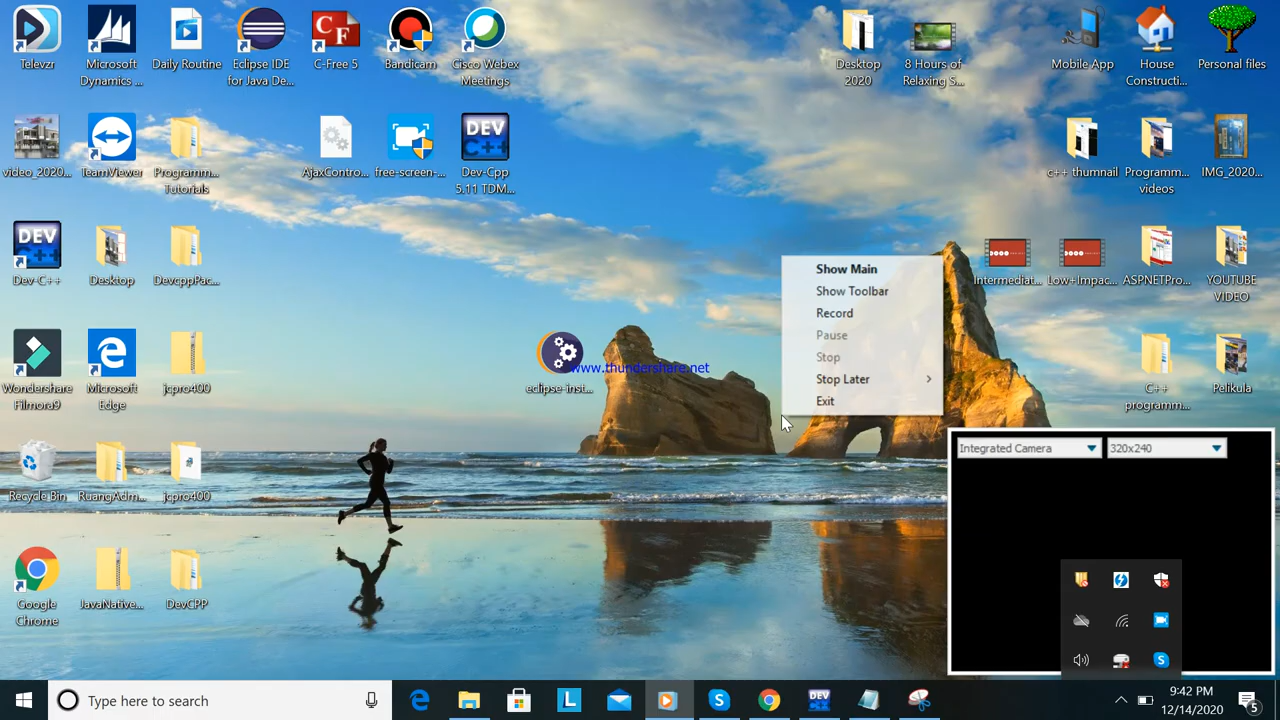 Televzr
Microsoft
Dynamics ...
Daily Routine
Eclipse IDE
for Java De...
C-Free 5
Bandicam
Cisco Webex
Meetings
Desktop
2020
8 Hours of
Relaxing S...
Mobile App
House
Constructi...
Personal files
video_2020...
TeamViewer
Programm...
Tutorials
AjaxContro...
free-screen-...
DEV
C++
Dev-Cpp
5.11 TDM...
c++ thumnail
Programm...
videos
IMG_2020...
DEV
C++
Dev-C++
Desktop
DevcppPac...
Intermediat...
Low+Impac...
ASPNETPro...
YOUTUBE
VIDEO
Show Main
Show Toolbar
Record
Pause
Stop
Stop Later
Exit
Wondershare
Filmora9
Microsoft
Edge
jcpro400
eclipse-inst...
www.thundershare.net
C++
programm...
Pelikula
Integrated Camera
320x240
Recycle Bin
RuangAdm...
jcpro400
Google
Chrome
JavaNative...
DevCPP
Type here to search
DEV
9:42 PM
12/14/2020
5